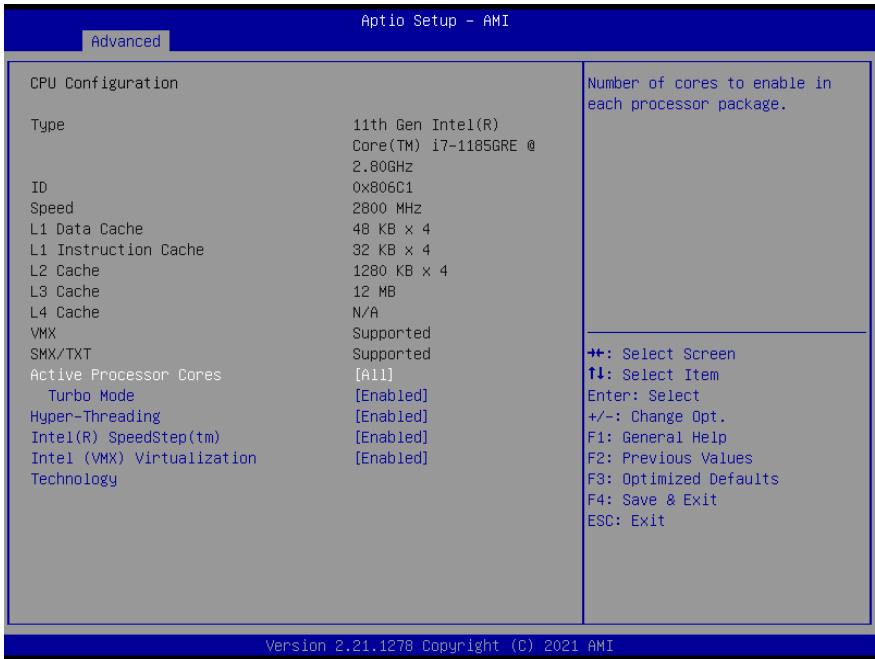 Aptio Setup – AMI
Advanced
CPU Configuration
Type 11th Gen Intel(R)
Core(TM) i7-1185GRE @
2.80GHz
ID 0x806C1
Speed 2800 MHz
L1 Data Cache 48 KB x 4
L1 Instruction Cache 32 KB x 4
L2 Cache 1280 KB x 4
L3 Cache 12 MB
L4 Cache N/A
VMX Supported
SMX/TXT Supported
Active Processor Cores [All]
Turbo Mode [Enabled]
Hyper-Threading [Enabled]
Intel(R) SpeedStep(tm) [Enabled]
Intel (VMX) Virtualization [Enabled]
Technology
Number of cores to enable in
each processor package.
→←: Select Screen
↑↓: Select Item
Enter: Select
+/-: Change Opt.
F1: General Help
F2: Previous Values
F3: Optimized Defaults
F4: Save & Exit
ESC: Exit
Version 2.21.1278 Copyright (C) 2021 AMI